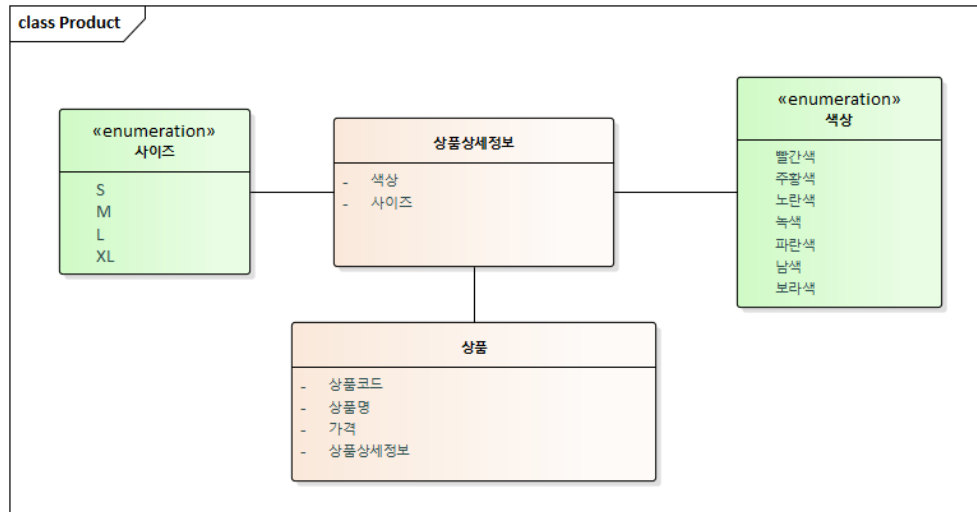 class Product
«enumeration»
사이즈
S
M
L
XL
상품상세정보
- 색상
- 사이즈
«enumeration»
색상
빨간색
주황색
노란색
녹색
파란색
남색
보라색
상품
- 상품코드
- 상품명
- 가격
- 상품상세정보